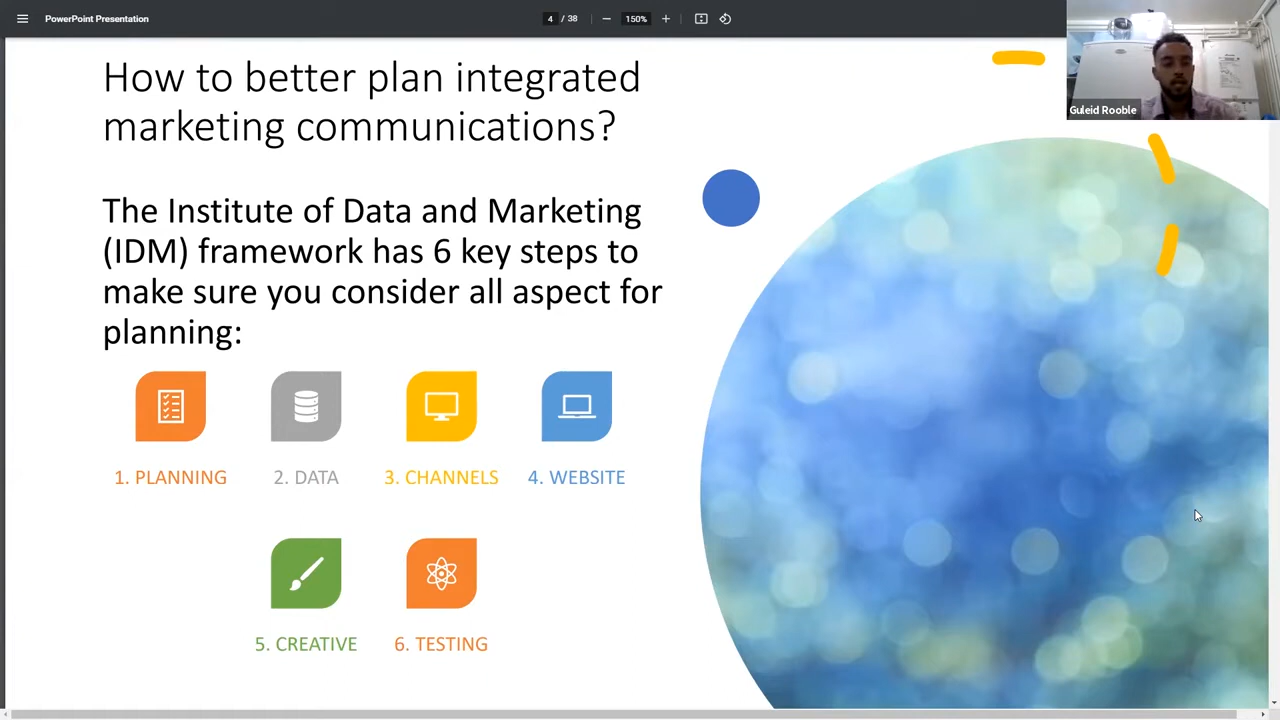 PowerPoint Presentation
4 / 38
150%
Guleid Rooble
How to better plan integrated
marketing communications?
The Institute of Data and Marketing
(IDM) framework has 6 key steps to
make sure you consider all aspect for
planning:
1. PLANNING
2. DATA
3. CHANNELS
4. WEBSITE
5. CREATIVE
6. TESTING